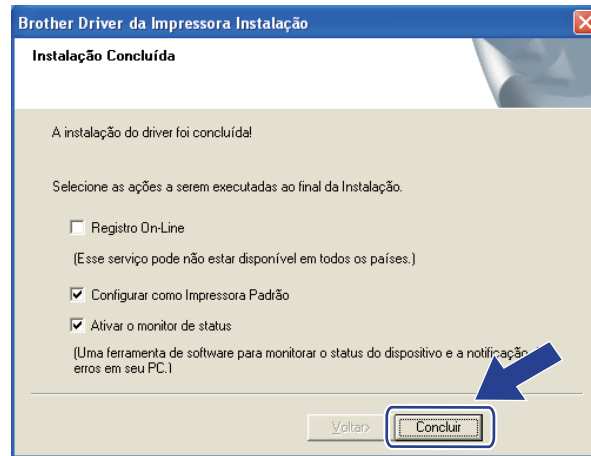 Brother Driver da Impressora Instalação
Instalação Concluída
A instalação do driver foi concluída!
Selecione as ações a serem executadas ao final da Instalação.
Registro On-Line
(Esse serviço pode não estar disponível em todos os países.)
Configurar como Impressora Padrão
Ativar o monitor de status
(Uma ferramenta de software para monitorar o status do dispositivo e a notificação
erros em seu PC.)
Voltar> Concluir